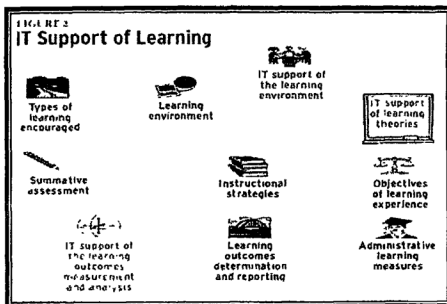 FIGURE 2
IT Support of Learning
IT support of
the learning
environment
Types of
learning
encouraged
Learning
environment
IT support
of learning
theories
Summative
assessment
Instructional
strategies
Objectives
of learning
experience
IT support of
the learning
outcomes
measurement
and analysis
Learning
outcomes
determination
and reporting
Administrative
learning
measures